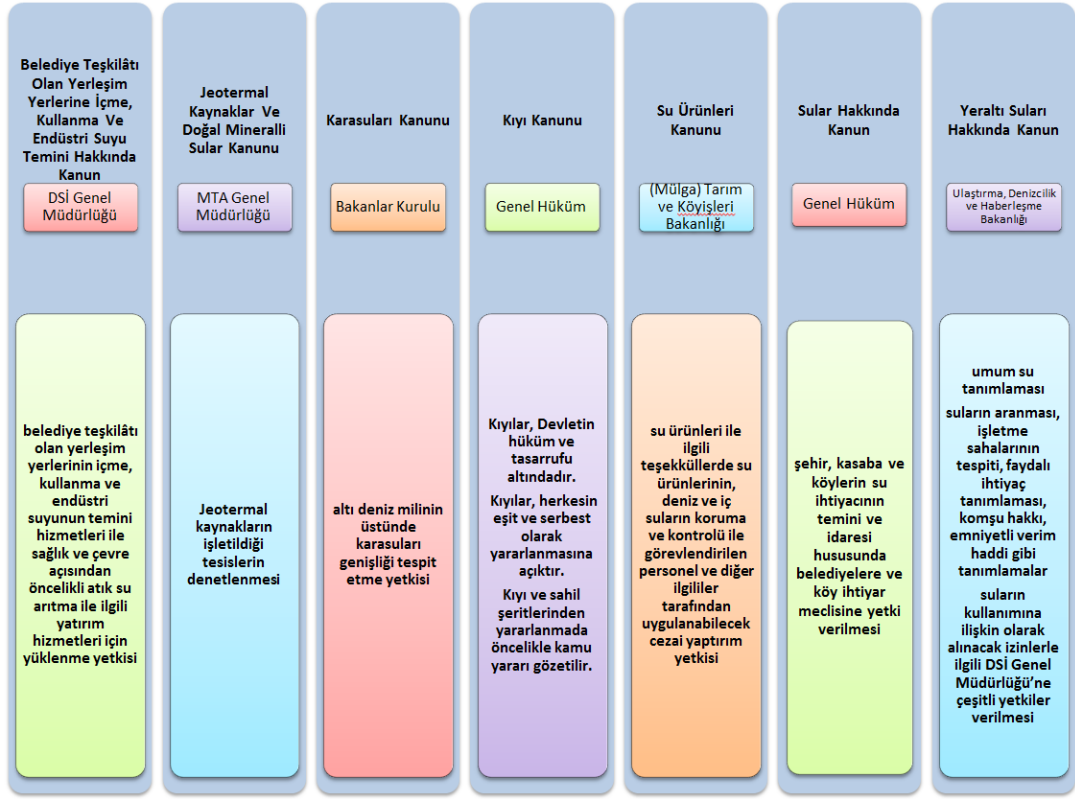 Belediye Teşkilâtı
Olan Yerleşim
Yerlerine İçme,
Kullanma Ve
Endüstri Suyu
Temini Hakkında
Kanun
DSİ Genel
Müdürlüğü
belediye teşkilâtı
olan yerleşim
yerlerinin içme,
kullanma ve
endüstri
suyunun temini
hizmetleri ile
sağlık ve çevre
açısından
öncelikli atık su
arıtma ile ilgili
yatırım
hizmetleri için
yüklenme yetkisi
Jeotermal
Kaynaklar Ve
Doğal Mineralli
Sular Kanunu
MTA Genel
Müdürlüğü
Jeotermal
kaynakların
işletildiği
tesislerin
denetlenmesi
Karasuları Kanunu
Bakanlar Kurulu
altı deniz milinin
üstünde
karasuları
genişliği tespit
etme yetkisi
Kıyı Kanunu
Genel Hüküm
Kıyılar, Devletin
hüküm ve
tasarrufu
altındadır.
Kıyılar, herkesin
eşit ve serbest
olarak
yararlanmasına
açıktır.
Kıyı ve sahil
şeritlerinden
yararlanmada
öncelikle kamu
yararı gözetilir.
Su Ürünleri
Kanunu
(Mülga) Tarım
ve Köyişleri
Bakanlığı
su ürünleri ile
ilgili
teşekküllerde su
ürünlerinin,
deniz ve iç
suların koruma
ve kontrolü ile
görevlendirilen
personel ve diğer
ilgililer
tarafından
uygulanabilecek
cezai yaptırım
yetkisi
Sular Hakkında
Kanun
Genel Hüküm
şehir, kasaba ve
köylerin su
ihtiyacının
temini ve
idaresi
hususunda
belediyelere ve
köy ihtiyar
meclisine yetki
verilmesi
Yeraltı Suları
Hakkında Kanun
Ulaştırma, Denizcilik
ve Haberleşme
Bakanlığı
umum su
tanımlaması
suların aranması,
işletme
sahalarının
tespiti, faydalı
ihtiyaç
tanımlaması,
komşu hakkı,
emniyetli verim
haddi gibi
tanımlamalar
suların
kullanımına
ilişkin olarak
alınacak izinlerle
ilgili DSİ Genel
Müdürlüğü’ne
çeşitli yetkiler
verilmesi